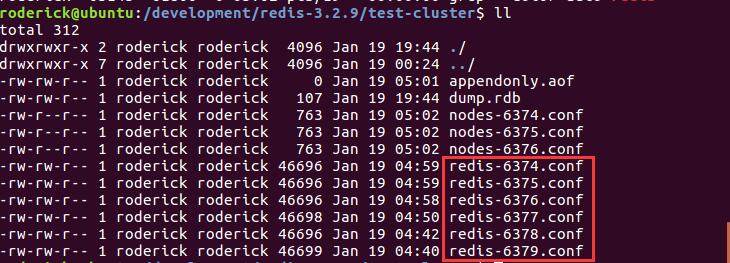 roderick@ubuntu:/development/redis-3.2.9/test-cluster$ ll
total 312
drwxrwxr-x 2 roderick roderick  4096 Jan 19 19:44 ./
drwxrwxr-x 7 roderick roderick  4096 Jan 19 00:24 ../
-rw-rw-r-- 1 roderick roderick     0 Jan 19 05:01 appendonly.aof
-rw-rw-r-- 1 roderick roderick   107 Jan 19 19:44 dump.rdb
-rw-r--r-- 1 roderick roderick   763 Jan 19 05:02 nodes-6374.conf
-rw-r--r-- 1 roderick roderick   763 Jan 19 05:02 nodes-6375.conf
-rw-r--r-- 1 roderick roderick   763 Jan 19 05:02 nodes-6376.conf
-rw-rw-r-- 1 roderick roderick 46696 Jan 19 04:59 redis-6374.conf
-rw-rw-r-- 1 roderick roderick 46696 Jan 19 04:59 redis-6375.conf
-rw-rw-r-- 1 roderick roderick 46696 Jan 19 04:58 redis-6376.conf
-rw-rw-r-- 1 roderick roderick 46698 Jan 19 04:50 redis-6377.conf
-rw-rw-r-- 1 roderick roderick 46696 Jan 19 04:42 redis-6378.conf
-rw-rw-r-- 1 roderick roderick 46699 Jan 19 04:40 redis-6379.conf